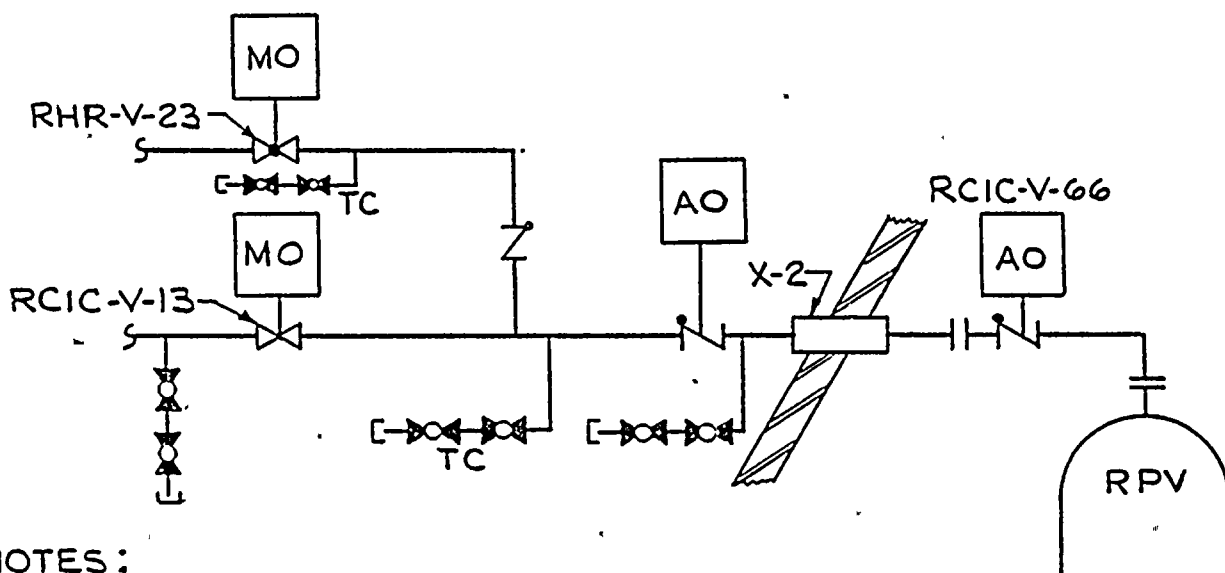 MO
RHR-V-23
TC
AO
RCIC-V-66
MO
AO
X-2
RCIC-V-13
TC
RPV
NOTES: